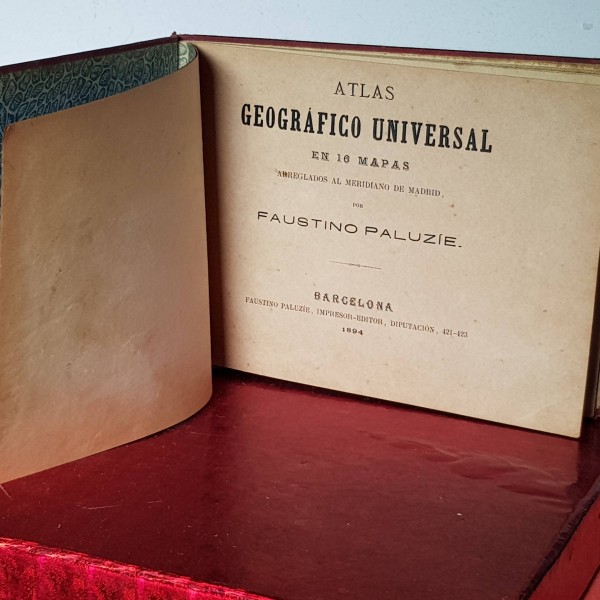 ATLAS
GEOGRÁFICO UNIVERSAL
EN 16 MAPAS
ARREGLADOS AL MERIDIANO DE MADRID,
POR
FAUSTINO PALUZÍE.
BARCELONA
FAUSTINO PALUZÍE, IMPRESOR-EDITOR, DIPUTACIÓN, 421-423
1894